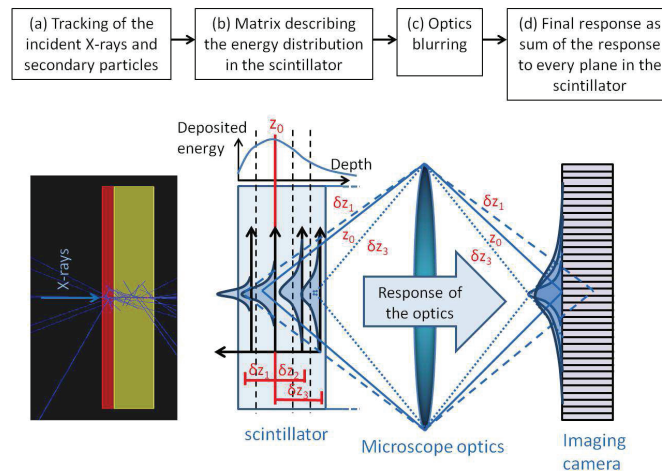 (a) Tracking of the
incident X-rays and
secondary particles
(b) Matrix describing
the energy distribution
in the scintillator
(c) Optics
blurring
(d) Final response as
sum of the response
to every plane in the
scintillator
Deposited
energy
z₀
Depth
δz₁
z₀
δz₃
δz₁
z₀
δz₃
X-rays
Response of
the optics
δz₁
δz₂
δz₃
scintillator
Microscope optics
Imaging
camera